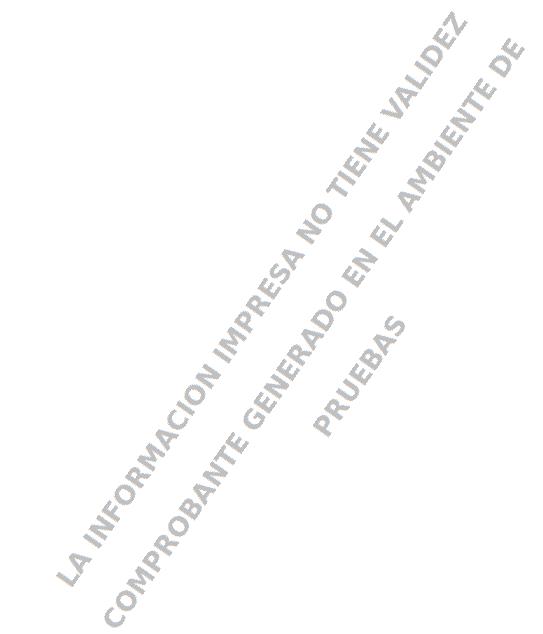 LA INFORMACION IMPRESA NO TIENE VALIDEZ
COMPROBANTE GENERADO EN EL AMBIENTE DE
PRUEBAS